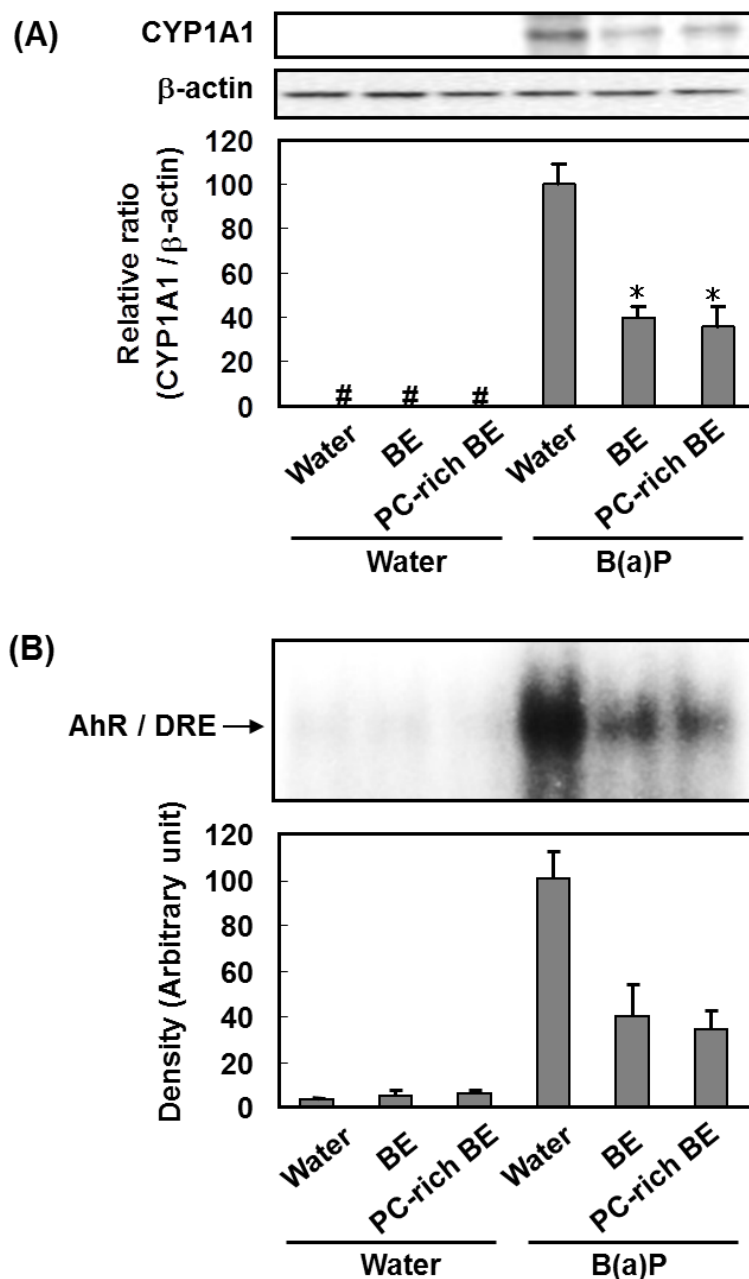 (A)
CYP1A1
β-actin
Relative ratio
(CYP1A1 / β-actin)
120
100
80
60
40
20
0
# # # * *
Water BE PC-rich BE Water BE PC-rich BE
Water B(a)P
(B)
AhR / DRE
Density (Arbitrary unit)
120
100
80
60
40
20
0
Water BE PC-rich BE Water BE PC-rich BE
Water B(a)P